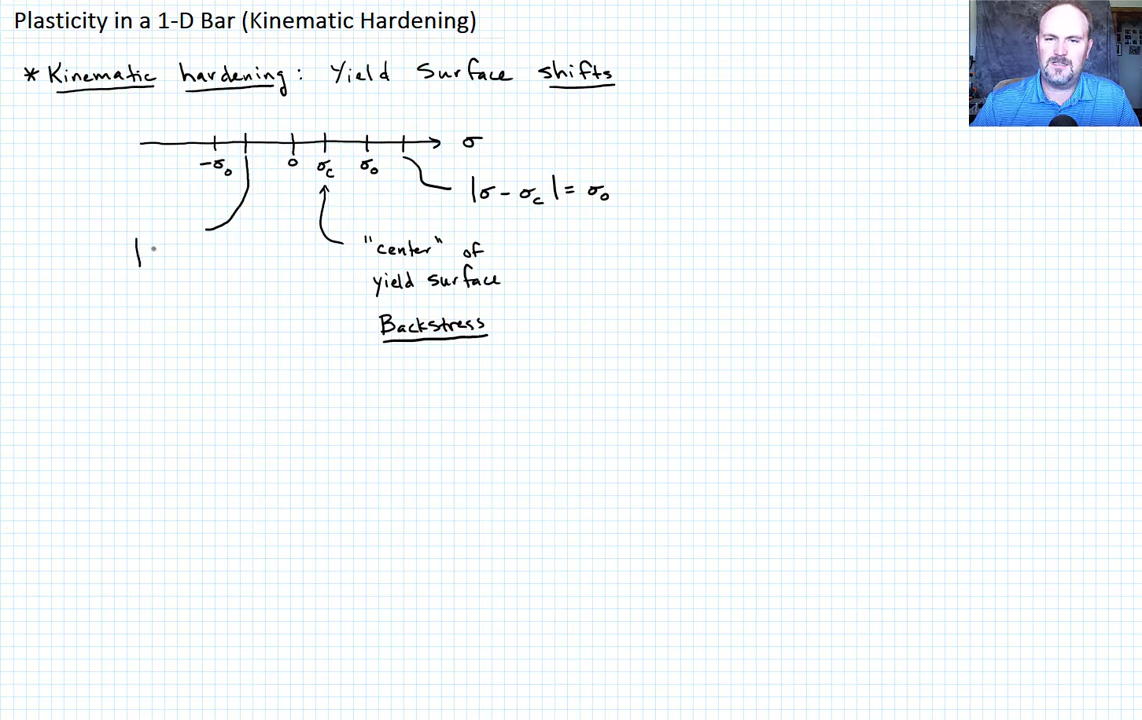 Plasticity in a 1-D Bar (Kinematic Hardening)
* Kinematic hardening: Yield Surface shifts
σ
-σ₀ 0 σc σ₀
|σ - σc| = σ₀
|
"center" of
yield surface
Backstress